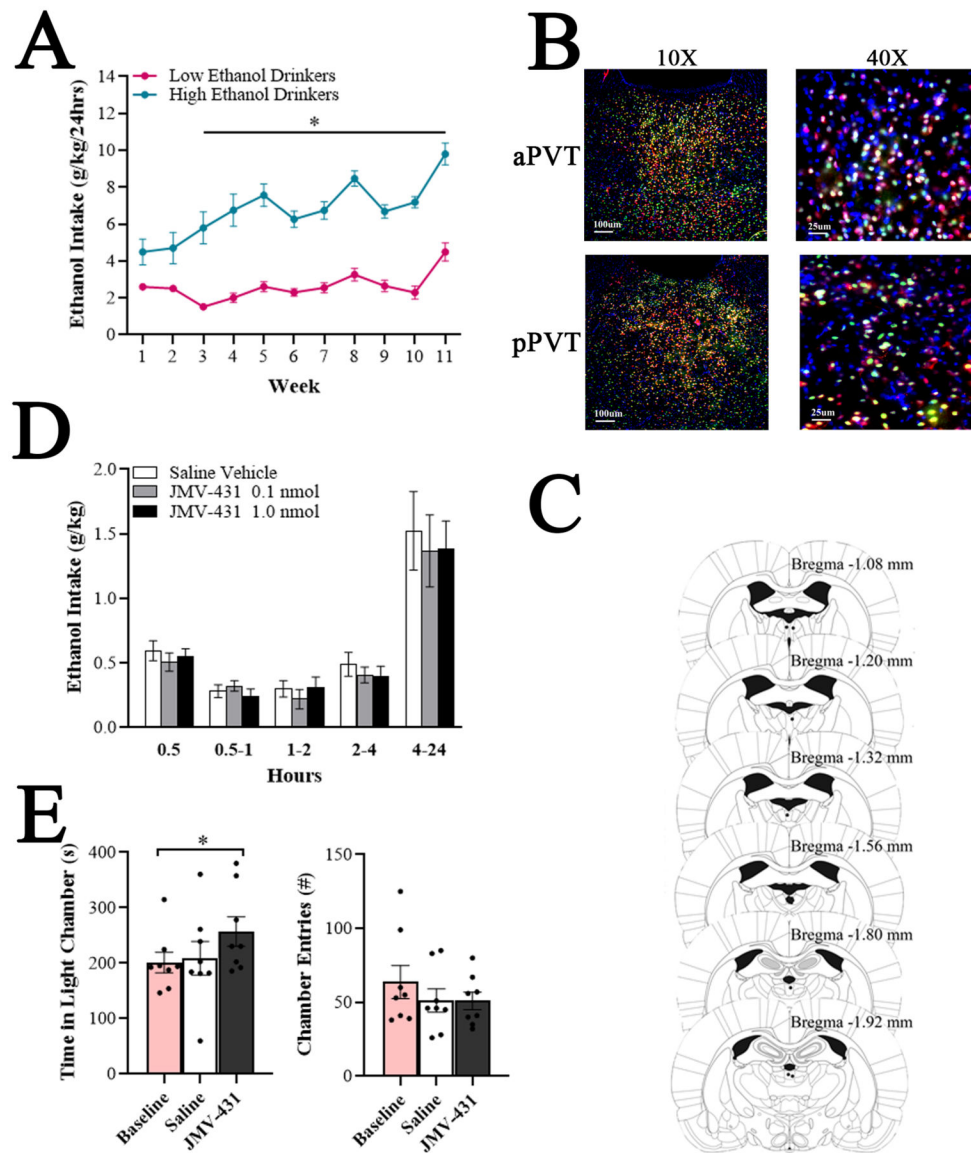 A
Low Ethanol Drinkers
High Ethanol Drinkers
*
Ethanol Intake (g/kg/24hrs)
14
12
10
8
6
4
2
0
1 2 3 4 5 6 7 8 9 10 11
Week
B
10X 40X
aPVT
100um 25um
pPVT
100um 25um
D
Saline Vehicle
JMV-431 0.1 nmol
JMV-431 1.0 nmol
Ethanol Intake (g/kg)
2.0
1.5
1.0
0.5
0.0
0.5 0.5-1 1-2 2-4 4-24
Hours
C
Bregma -1.08 mm
Bregma -1.20 mm
Bregma -1.32 mm
Bregma -1.56 mm
Bregma -1.80 mm
Bregma -1.92 mm
E
*
Time in Light Chamber (s)
400
300
200
100
0
Baseline Saline JMV-431
Chamber Entries (#)
150
100
50
0
Baseline Saline JMV-431